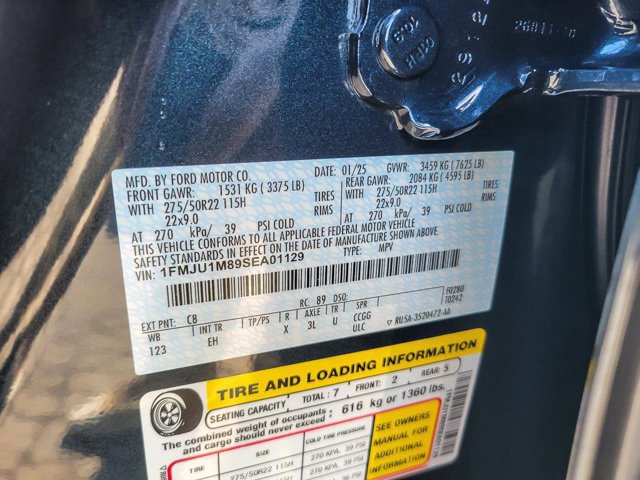 MFD. BY FORD MOTOR CO.
DATE: 01/25 GVWR: 3459 KG (7625 LB)
FRONT GAWR: 1531 KG (3375 LB) REAR GAWR: 2084 KG (4595 LB)
WITH 275/50R22 115H TIRES WITH 275/50R22 115H TIRES
22x9.0 RIMS 22x9.0 RIMS
AT 270 kPa/ 39 PSI COLD AT 270 kPa/ 39 PSI COLD
THIS VEHICLE CONFORMS TO ALL APPLICABLE FEDERAL MOTOR VEHICLE
SAFETY STANDARDS IN EFFECT ON THE DATE OF MANUFACTURE SHOWN ABOVE.
VIN: 1FMJU1M89SEA01129 TYPE: MPV
EXT PNT: C8 RC: 89 DSO: F0280
WB INT TR TP/PS R AXLE TR SPR T0242
123 EH X 3L U CCGG
ULC RU5A-3520472-AA
TIRE AND LOADING INFORMATION
SEATING CAPACITY TOTAL: 7 FRONT: 2 REAR: 5
The combined weight of occupants
and cargo should never exceed : 616 kg or 1360 lbs.
TIRE SIZE COLD TIRE PRESSURE
275/50R22 115H 270 KPA, 39 PSI
SEE OWNERS
MANUAL FOR
ADDITIONAL
INFORMATION